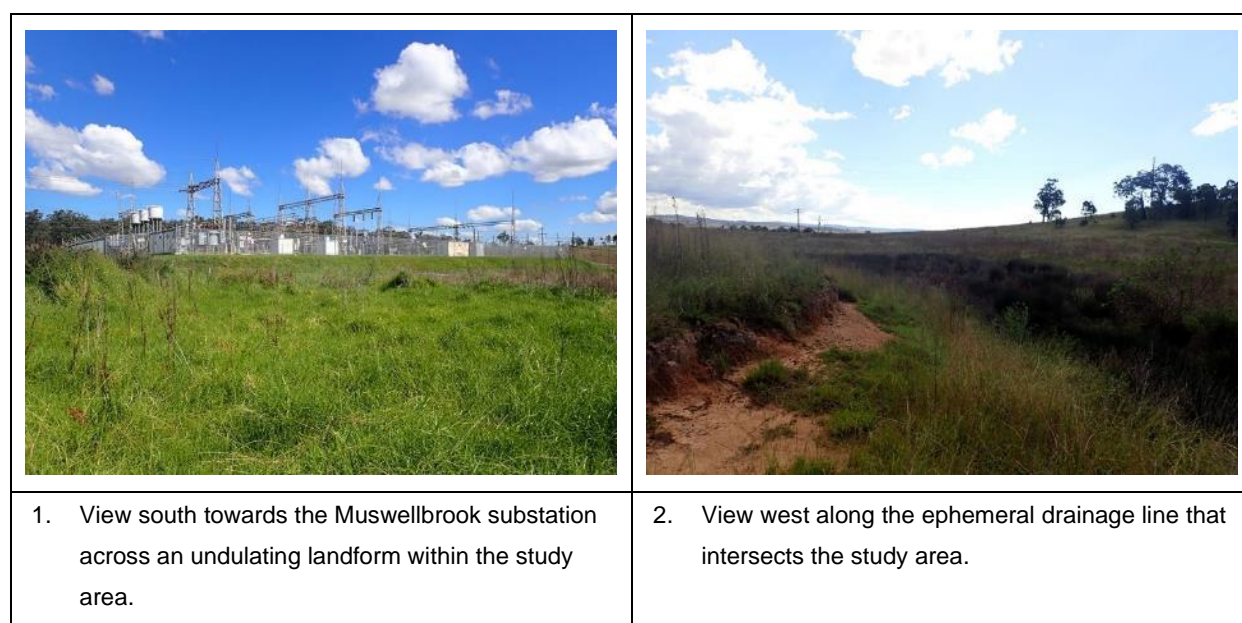 1. View south towards the Muswellbrook substation
across an undulating landform within the study
area.
2. View west along the ephemeral drainage line that
intersects the study area.